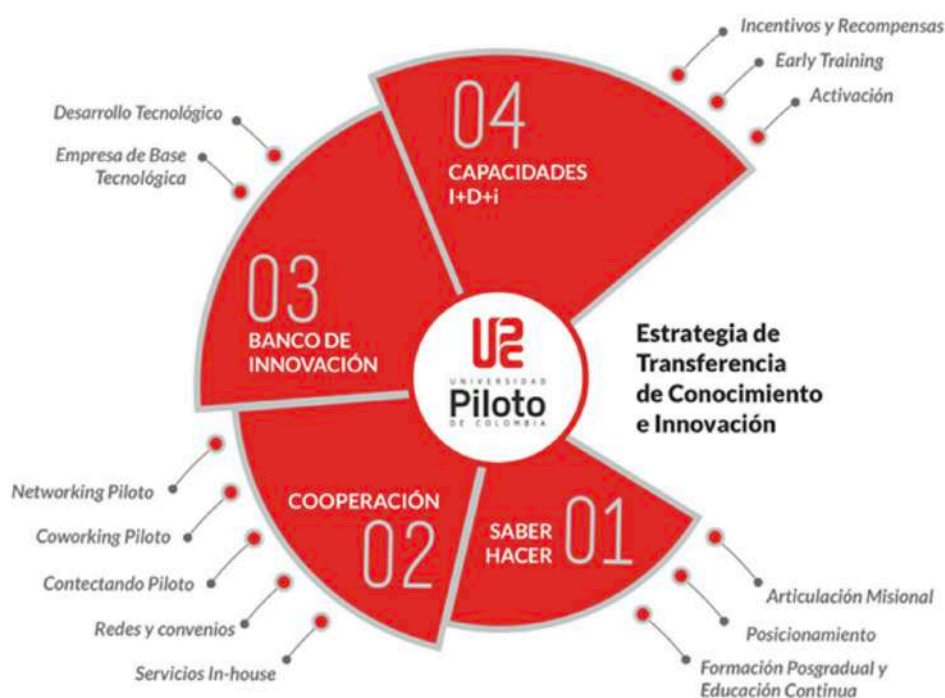 Incentivos y Recompensas
Early Training
Activación
04
CAPACIDADES
I+D+i
Desarrollo Tecnológico
Empresa de Base
Tecnológica
03
BANCO DE
INNOVACIÓN
UNIVERSIDAD
Piloto
DE COLOMBIA
Estrategia de
Transferencia
de Conocimiento
e Innovación
Networking Piloto
Coworking Piloto
Contectando Piloto
Redes y convenios
Servicios In-house
COOPERACIÓN
02
SABER
HACER
01
Articulación Misional
Posicionamiento
Formación Posgradual y
Educación Continua